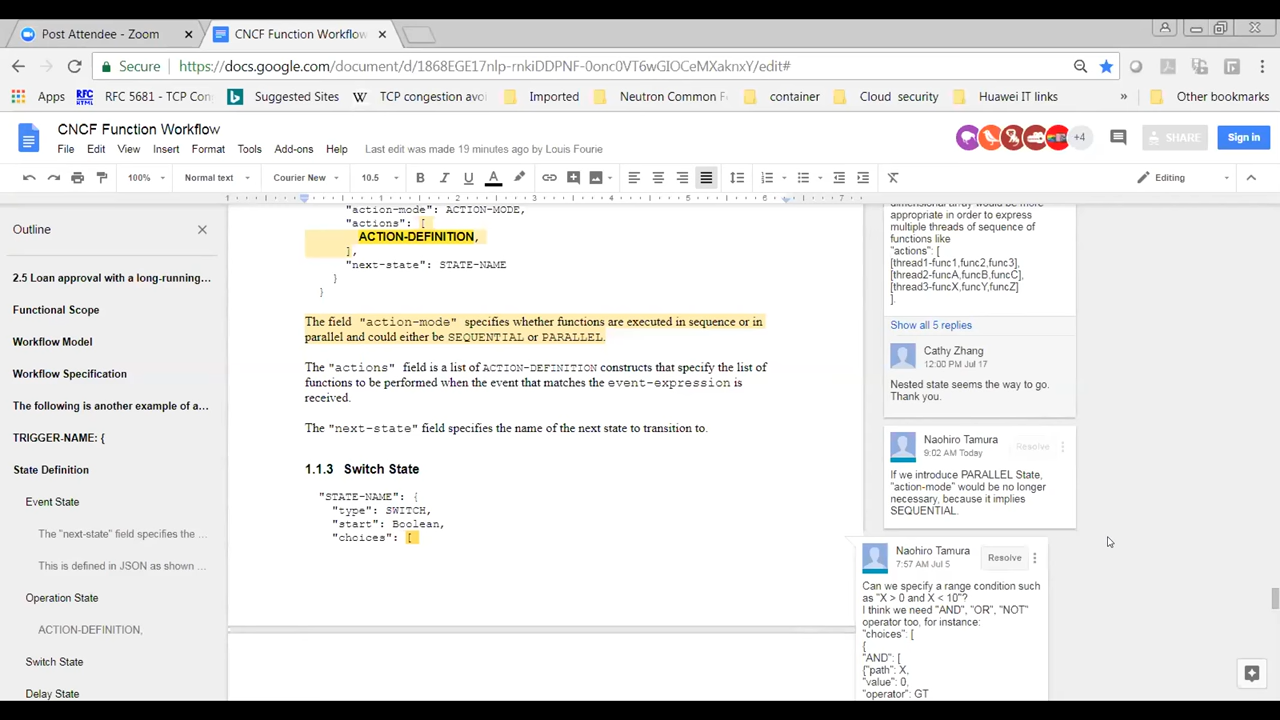 Post Attendee - Zoom
CNCF Function Workflow
Secure
https://docs.google.com/document/d/1868EGE17nlp-rnkiDDPNF-0onc0VT6wGIOCeMXaknxY/edit#
Apps
RFC 5681 - TCP Con
Suggested Sites
TCP congestion avo
Imported
Neutron Common F
container
Cloud security
Huawei IT links
»
Other bookmarks
CNCF Function Workflow
File Edit View Insert Format Tools Add-ons Help Last edit was made 19 minutes ago by Louis Fourie
+4
SHARE
Sign in
100% Normal text Courier New 10.5 Editing
Outline
2.5 Loan approval with a long-running...
Functional Scope
Workflow Model
Workflow Specification
The following is another example of a...
TRIGGER-NAME: {
State Definition
Event State
The "next-state" field specifies the ...
This is defined in JSON as shown ...
Operation State
ACTION-DEFINITION,
Switch State
Delay State
"action-mode": ACTION-MODE,
"actions": [
ACTION-DEFINITION,
],
"next-state": STATE-NAME
}
}
The field "action-mode" specifies whether functions are executed in sequence or in
parallel and could either be SEQUENTIAL or PARALLEL.
The "actions" field is a list of ACTION-DEFINITION constructs that specify the list of
functions to be performed when the event that matches the event-expression is
received.
The "next-state" field specifies the name of the next state to transition to.
1.1.3 Switch State
"STATE-NAME": {
"type": SWITCH,
"start": Boolean,
"choices": [
dimensional array would be more
appropriate in order to express
multiple threads of sequence of
functions like
"actions": [
[thread1-func1,func2,func3],
[thread2-funcA,funcB,funcC],
[thread3-funcX,funcY,funcZ]
].
Show all 5 replies
Cathy Zhang
12:00 PM Jul 17
Nested state seems the way to go.
Thank you.
Naohiro Tamura
9:02 AM Today
Resolve
If we introduce PARALLEL State,
"action-mode" would be no longer
necessary, because it implies
SEQUENTIAL.
Naohiro Tamura
7:57 AM Jul 5
Resolve
Can we specify a range condition such
as "X > 0 and X < 10"?
I think we need "AND", "OR", "NOT"
operator too, for instance:
"choices": [
{
"AND": [
{"path": X,
"value": 0,
"operator": GT